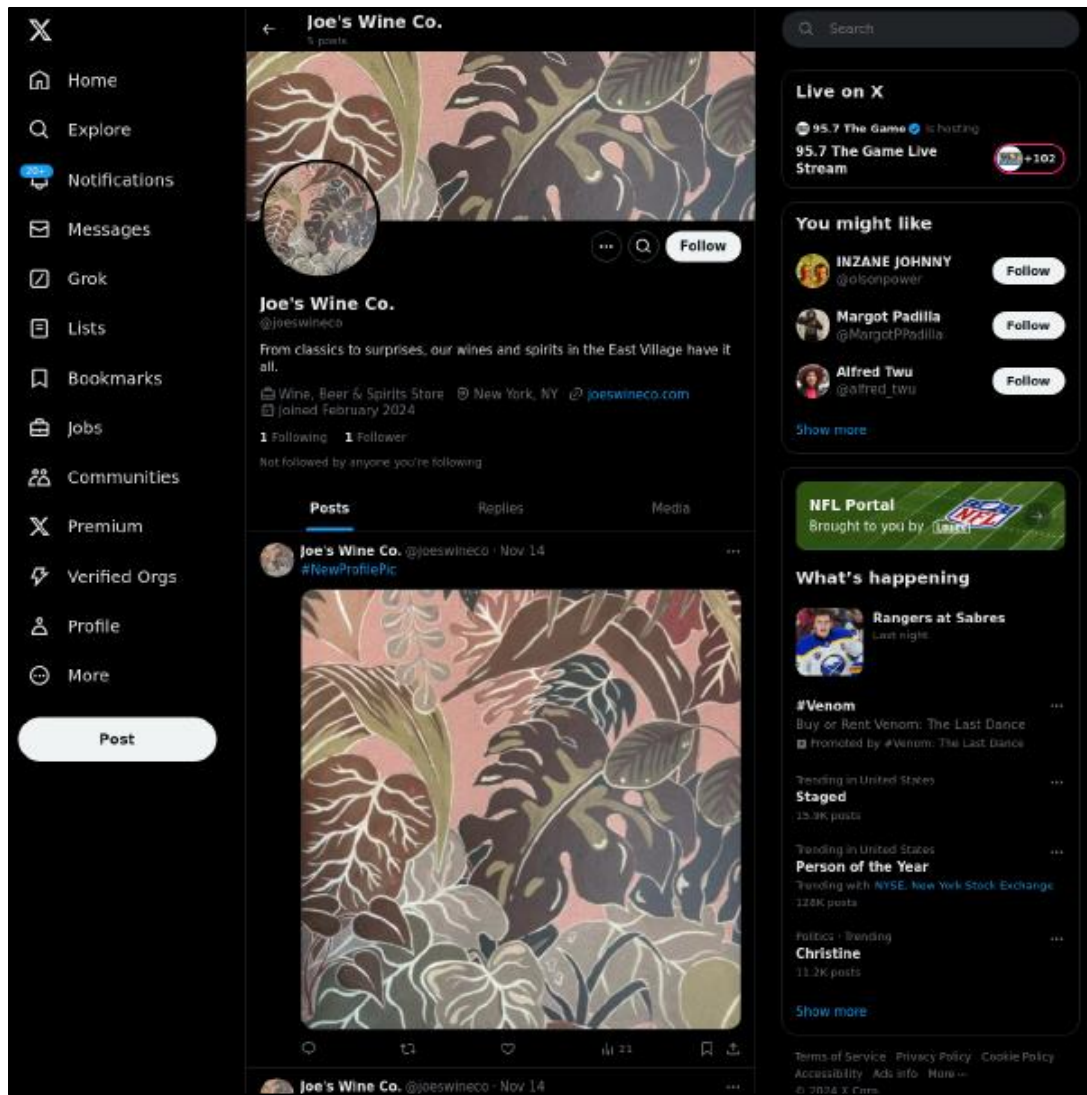 Joe's Wine Co.
5 posts
Home
Explore
20+
Notifications
Messages
Grok
Lists
Bookmarks
Jobs
Communities
Premium
Verified Orgs
Profile
More
Post
Follow
Joe's Wine Co.
@joeswineco
From classics to surprises, our wines and spirits in the East Village have it
all.
Wine, Beer & Spirits Store New York, NY joeswineco.com
Joined February 2024
1 Following 1 Follower
Not followed by anyone you're following
Posts Replies Media
Joe's Wine Co. @joeswineco · Nov 14
#NewProfilePic
21
Joe's Wine Co. @joeswineco · Nov 14
Search
Live on X
95.7 The Game is hosting
95.7 The Game Live
Stream
+102
You might like
INZANE JOHNNY
@olsonpower
Follow
Margot Padilla
@MargotPPadilla
Follow
Alfred Twu
@alfred_twu
Follow
Show more
NFL Portal
Brought to you by
NFL
What's happening
Rangers at Sabres
Last night
#Venom
Buy or Rent Venom: The Last Dance
Promoted by #Venom: The Last Dance
Trending in United States
Staged
15.9K posts
Trending in United States
Person of the Year
Trending with NYSE, New York Stock Exchange
128K posts
Politics · Trending
Christine
11.2K posts
Show more
Terms of Service Privacy Policy Cookie Policy
Accessibility Ads info More ...
© 2024 X Corp.